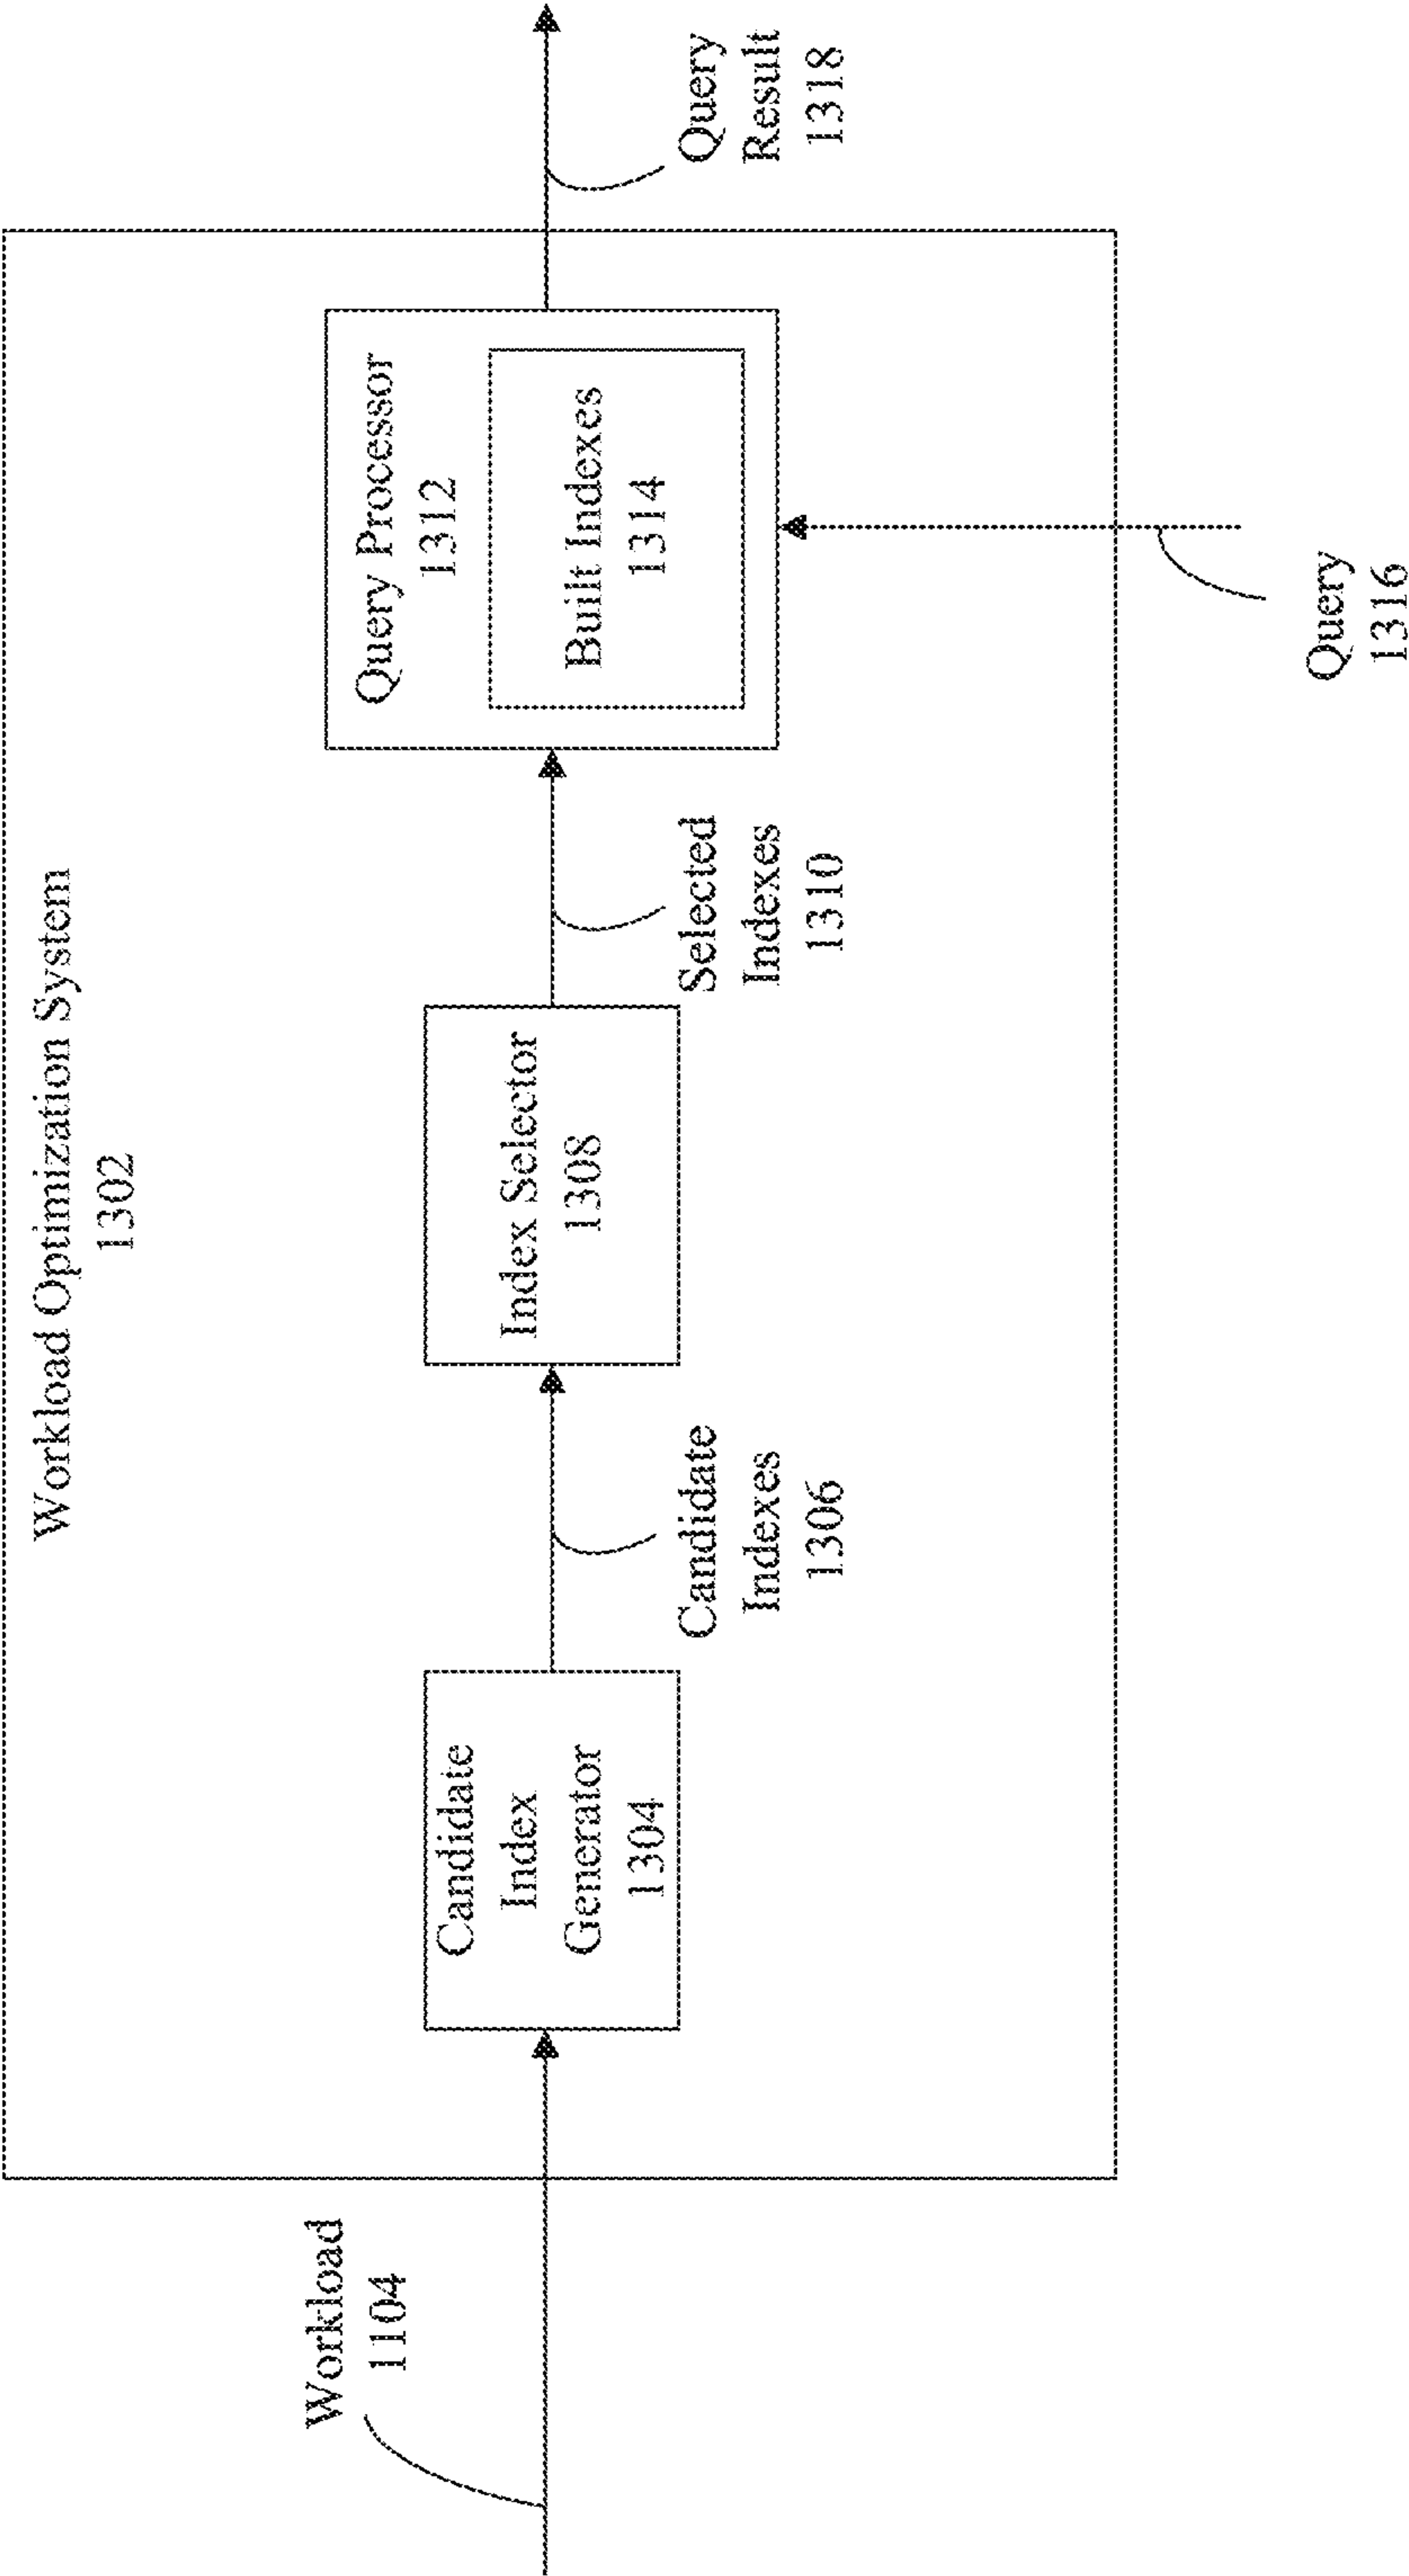 Workload Optimization System
1302
Workload
1104
Candidate
Index
Generator
1304
Candidate
Indexes
1306
Index Selector
1308
Selected
Indexes
1310
Query Processor
1312
Built Indexes
1314
Query
1316
Query
Result
1318